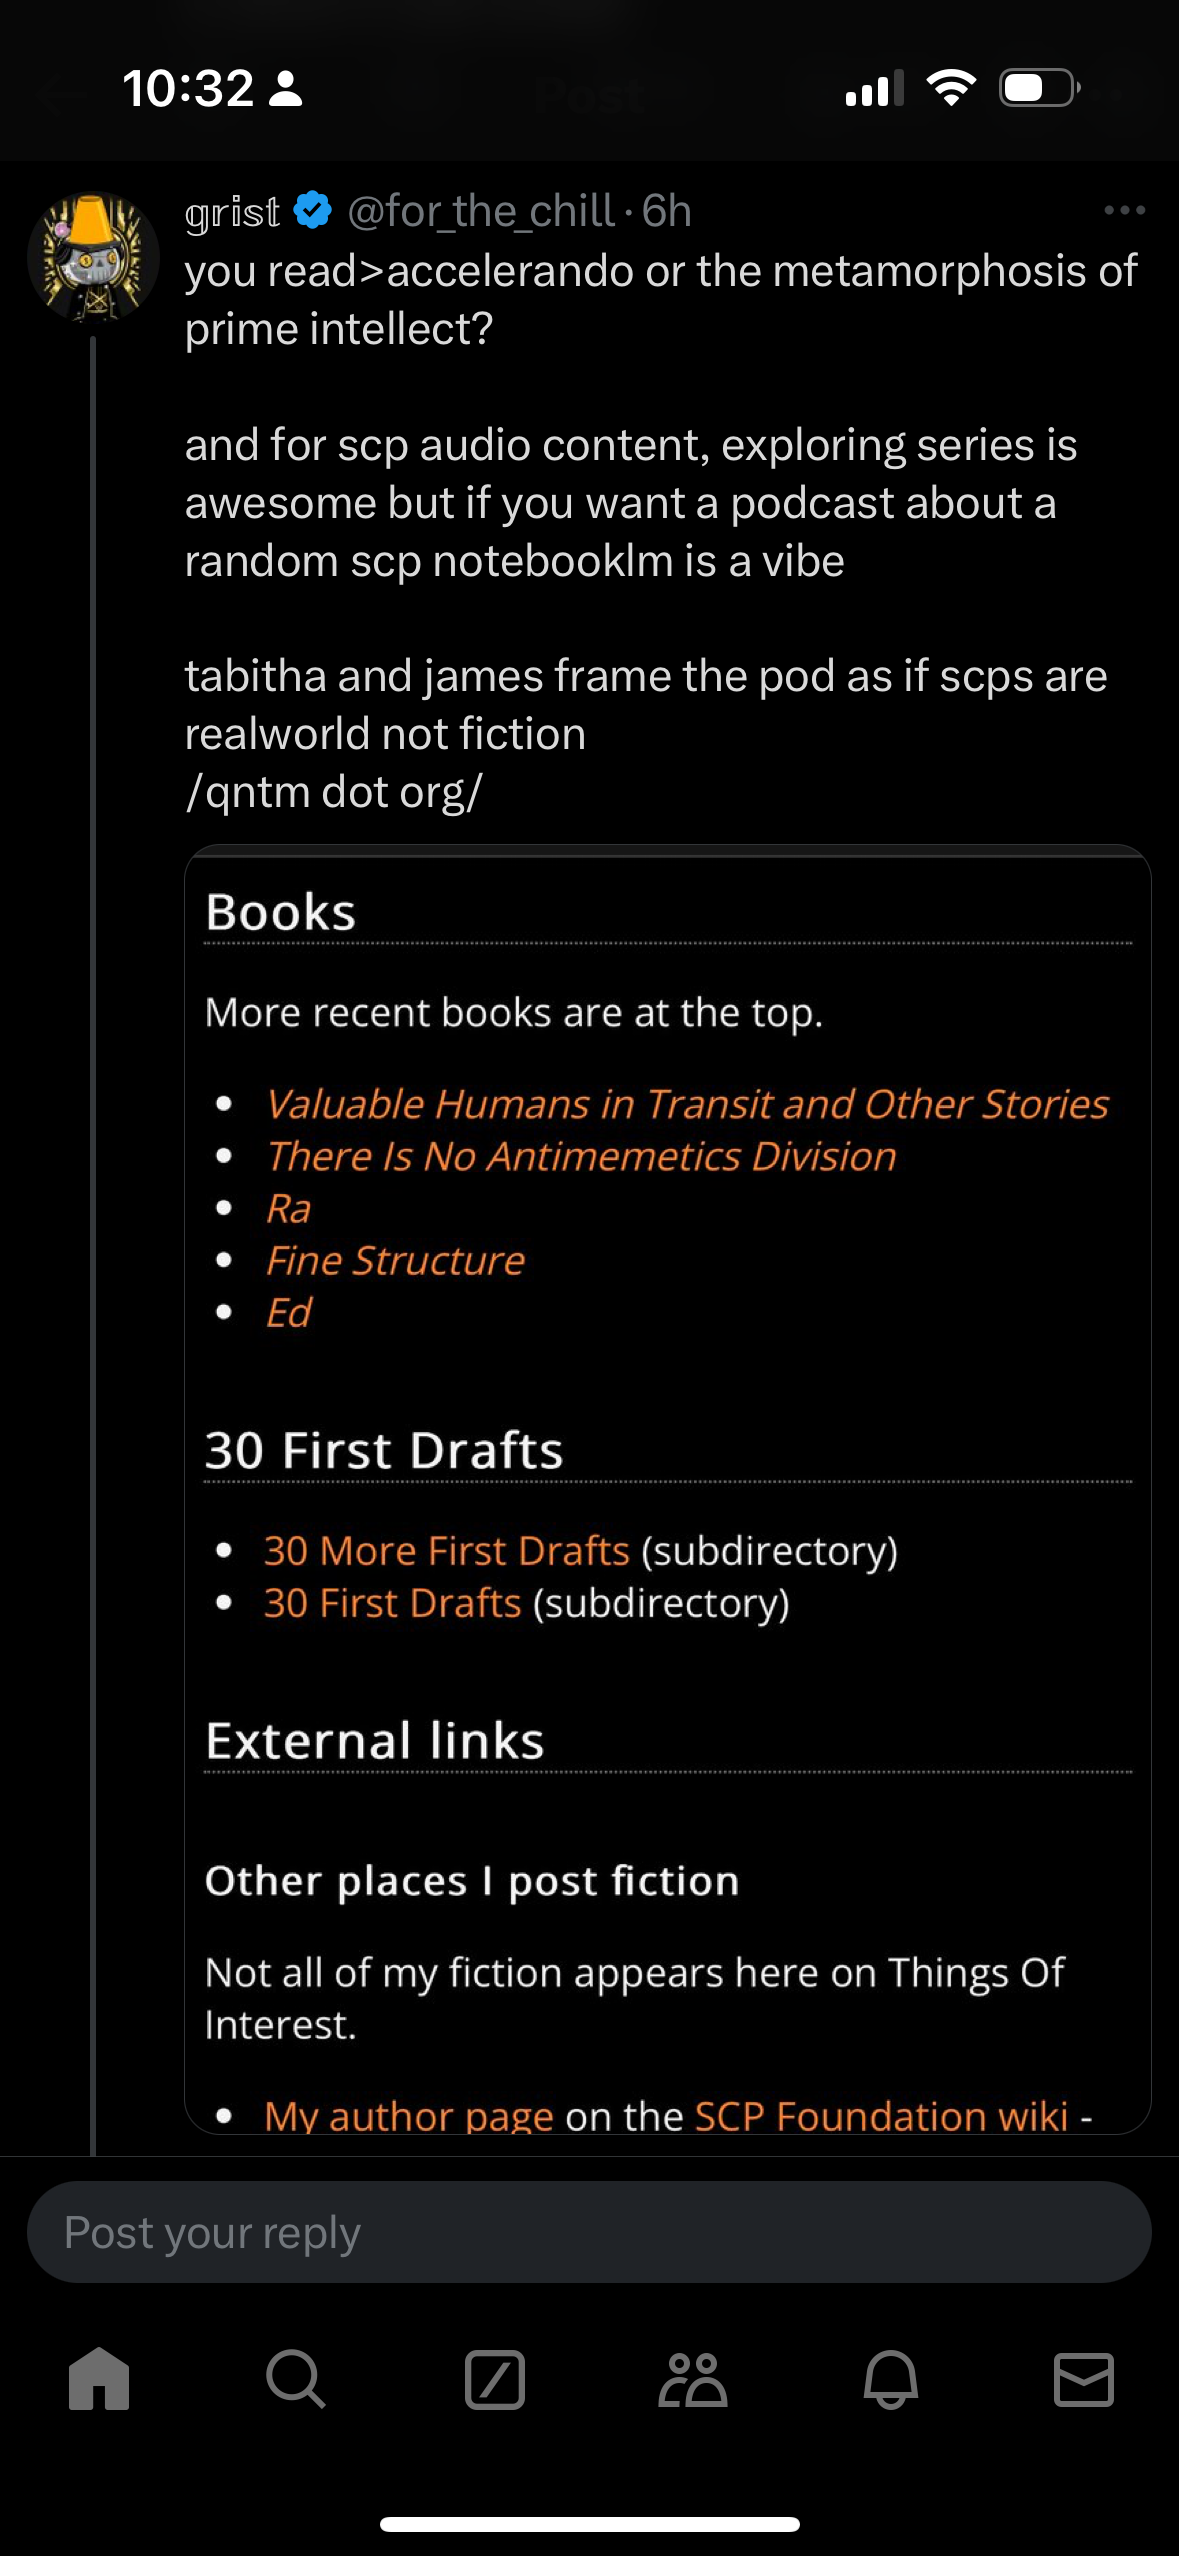 10:32
grist @for_the_chill · 6h
you read>accelerando or the metamorphosis of
prime intellect?
and for scp audio content, exploring series is
awesome but if you want a podcast about a
random scp notebooklm is a vibe
tabitha and james frame the pod as if scps are
realworld not fiction
/qntm dot org/
Books
More recent books are at the top.
• Valuable Humans in Transit and Other Stories
• There Is No Antimemetics Division
• Ra
• Fine Structure
• Ed
30 First Drafts
• 30 More First Drafts (subdirectory)
• 30 First Drafts (subdirectory)
External links
Other places I post fiction
Not all of my fiction appears here on Things Of
Interest.
• My author page on the SCP Foundation wiki -
Post your reply